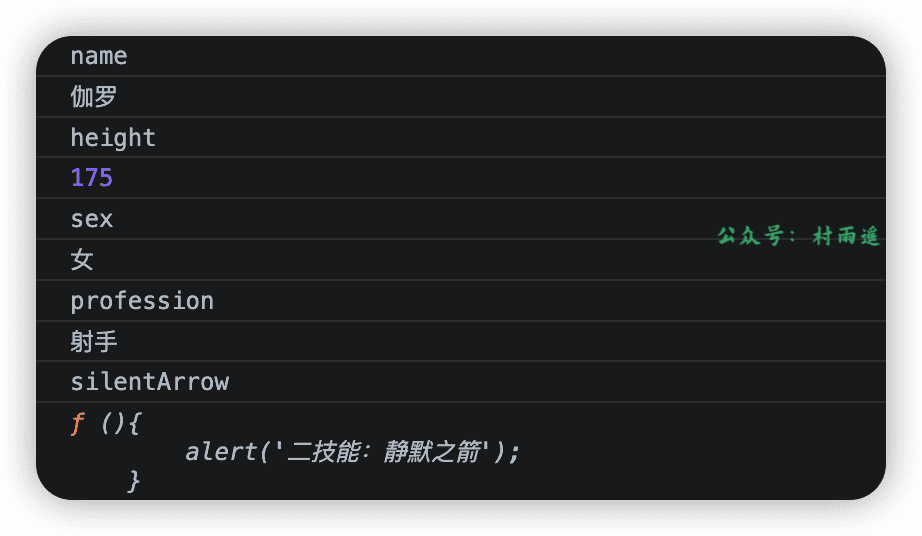 name
伽罗
height
175
sex
公众号：村雨遥
女
profession
射手
silentArrow
ƒ (){
alert('二技能：静默之箭');
}